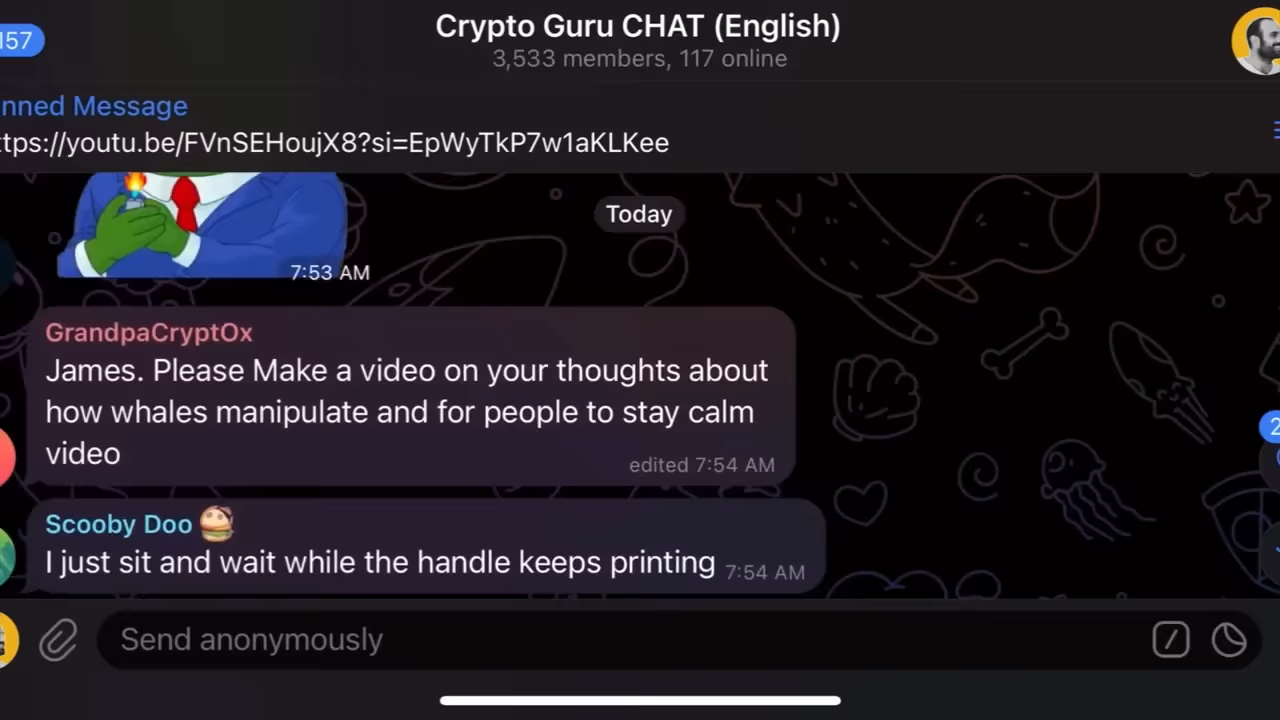 157
Crypto Guru CHAT (English)
3,533 members, 117 online
nned Message
ttps://youtu.be/FVnSEHoujX8?si=EpWyTkP7w1aKLKee
Today
7:53 AM
GrandpaCryptOx
James. Please Make a video on your thoughts about
how whales manipulate and for people to stay calm
video
edited 7:54 AM
2
Scooby Doo 🍔
I just sit and wait while the handle keeps printing
7:54 AM
Send anonymously